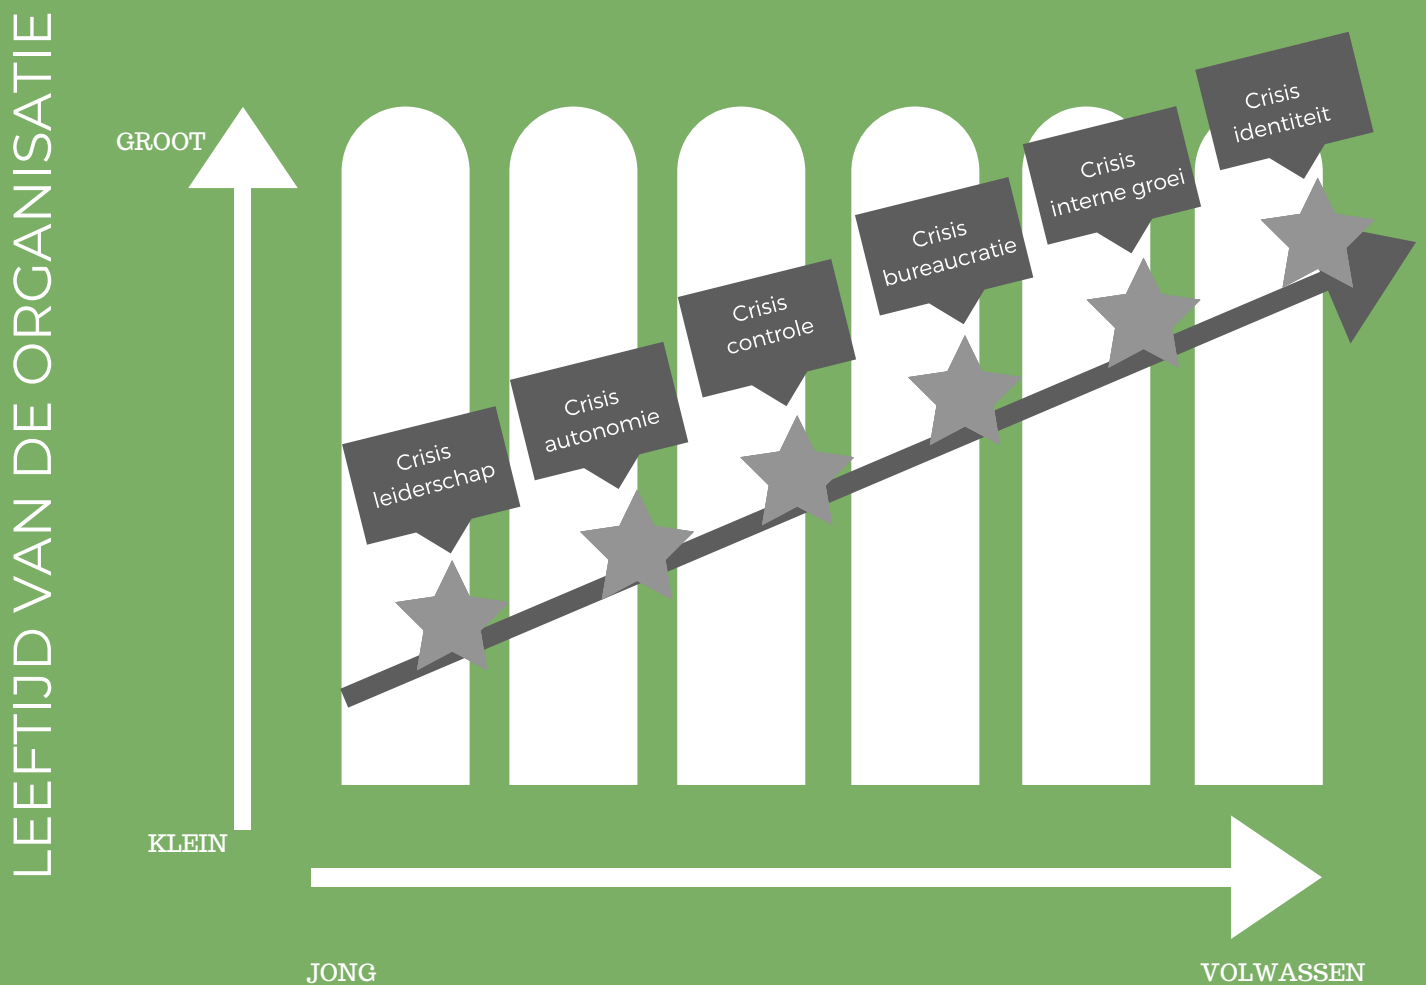 LEEFTIJD VAN DE ORGANISATIE
GROOT
KLEIN
Crisis
leiderschap
Crisis
autonomie
Crisis
controle
Crisis
bureaucratie
Crisis
interne groei
Crisis
identiteit
JONG
VOLWASSEN